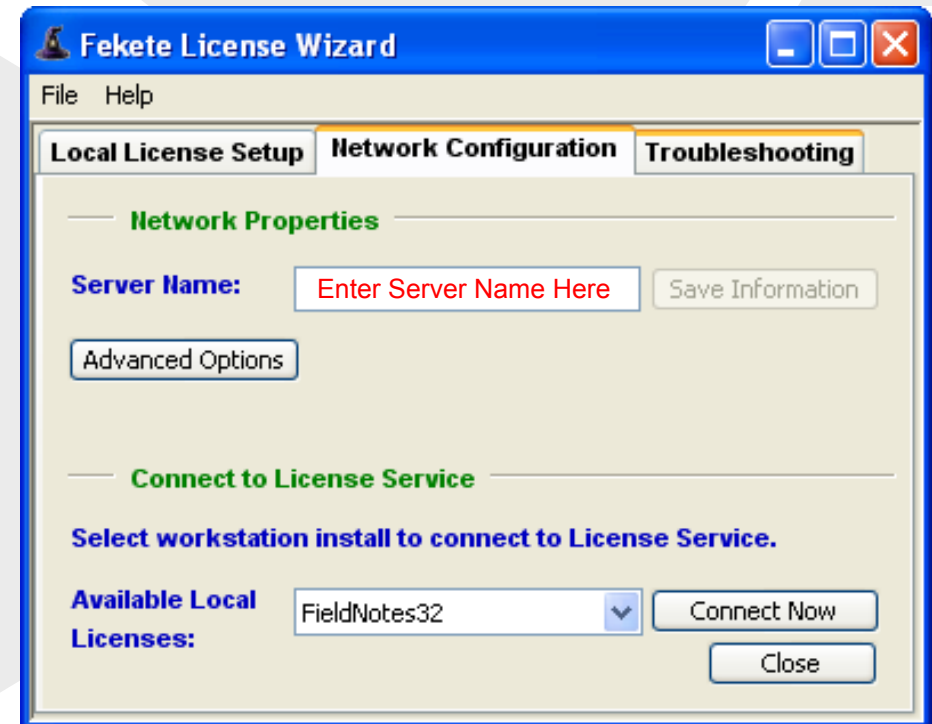 Fekete License Wizard
File Help
Local License Setup Network Configuration Troubleshooting
Network Properties
Server Name: Enter Server Name Here Save Information
Advanced Options
Connect to License Service
Select workstation install to connect to License Service.
Available Local Licenses: FieldNotes32 Connect Now
Close